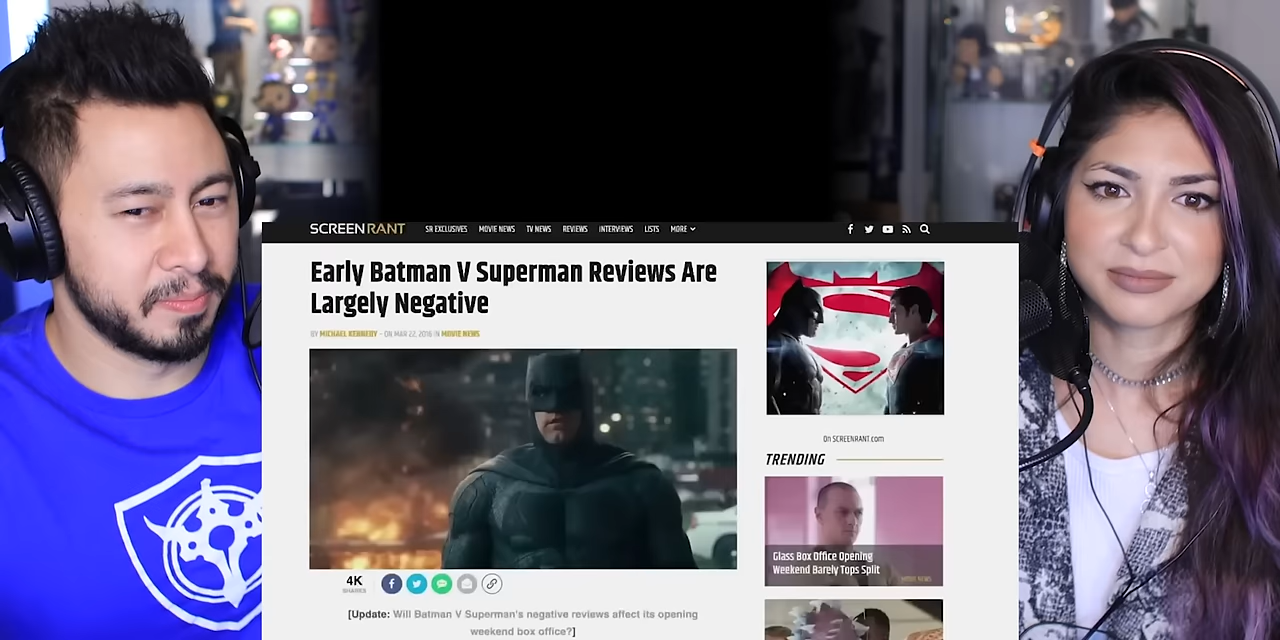 SCREENRANT
SR EXCLUSIVES MOVIE NEWS TV NEWS REVIEWS INTERVIEWS LISTS MORE
Early Batman V Superman Reviews Are
Largely Negative
BY MICHAEL KENNEDY - ON MAR 22, 2016 IN MOVIE NEWS
4K
SHARES
[Update: Will Batman V Superman's negative reviews affect its opening
weekend box office?]
On SCREENRANT.com
TRENDING
Glass Box Office Opening
Weekend Barely Tops Split
MOVIE NEWS